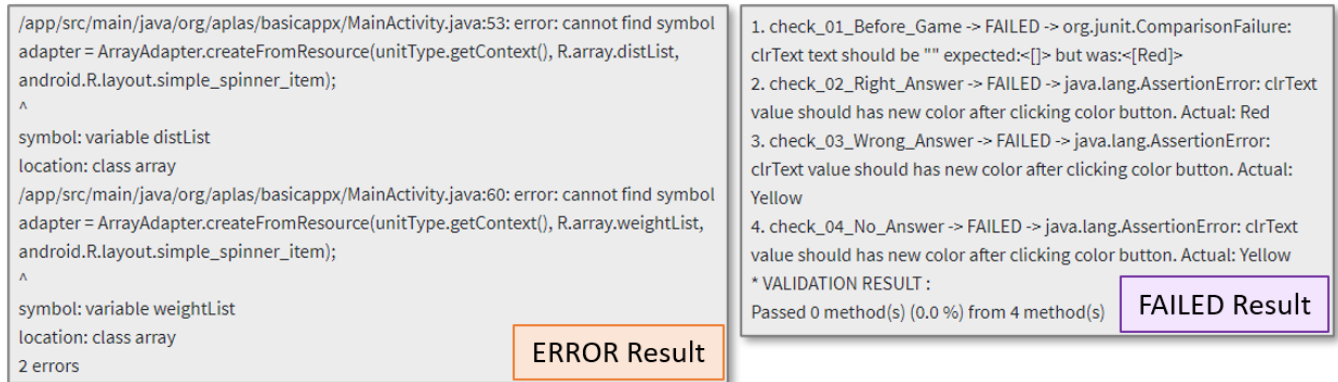 /app/src/main/java/org/aplas/basicappx/MainActivity.java:53: error: cannot find symbol
adapter = ArrayAdapter.createFromResource(unitType.getContext(), R.array.distList,
android.R.layout.simple_spinner_item);
^
symbol: variable distList
location: class array
/app/src/main/java/org/aplas/basicappx/MainActivity.java:60: error: cannot find symbol
adapter = ArrayAdapter.createFromResource(unitType.getContext(), R.array.weightList,
android.R.layout.simple_spinner_item);
^
symbol: variable weightList
location: class array
2 errors
ERROR Result
1. check_01_Before_Game -> FAILED -> org.junit.ComparisonFailure:
clrText text should be "" expected:<[]> but was:<[Red]>
2. check_02_Right_Answer -> FAILED -> java.lang.AssertionError: clrText
value should has new color after clicking color button. Actual: Red
3. check_03_Wrong_Answer -> FAILED -> java.lang.AssertionError:
clrText value should has new color after clicking color button. Actual:
Yellow
4. check_04_No_Answer -> FAILED -> java.lang.AssertionError: clrText
value should has new color after clicking color button. Actual: Yellow
* VALIDATION RESULT :
Passed 0 method(s) (0.0 %) from 4 method(s)
FAILED Result